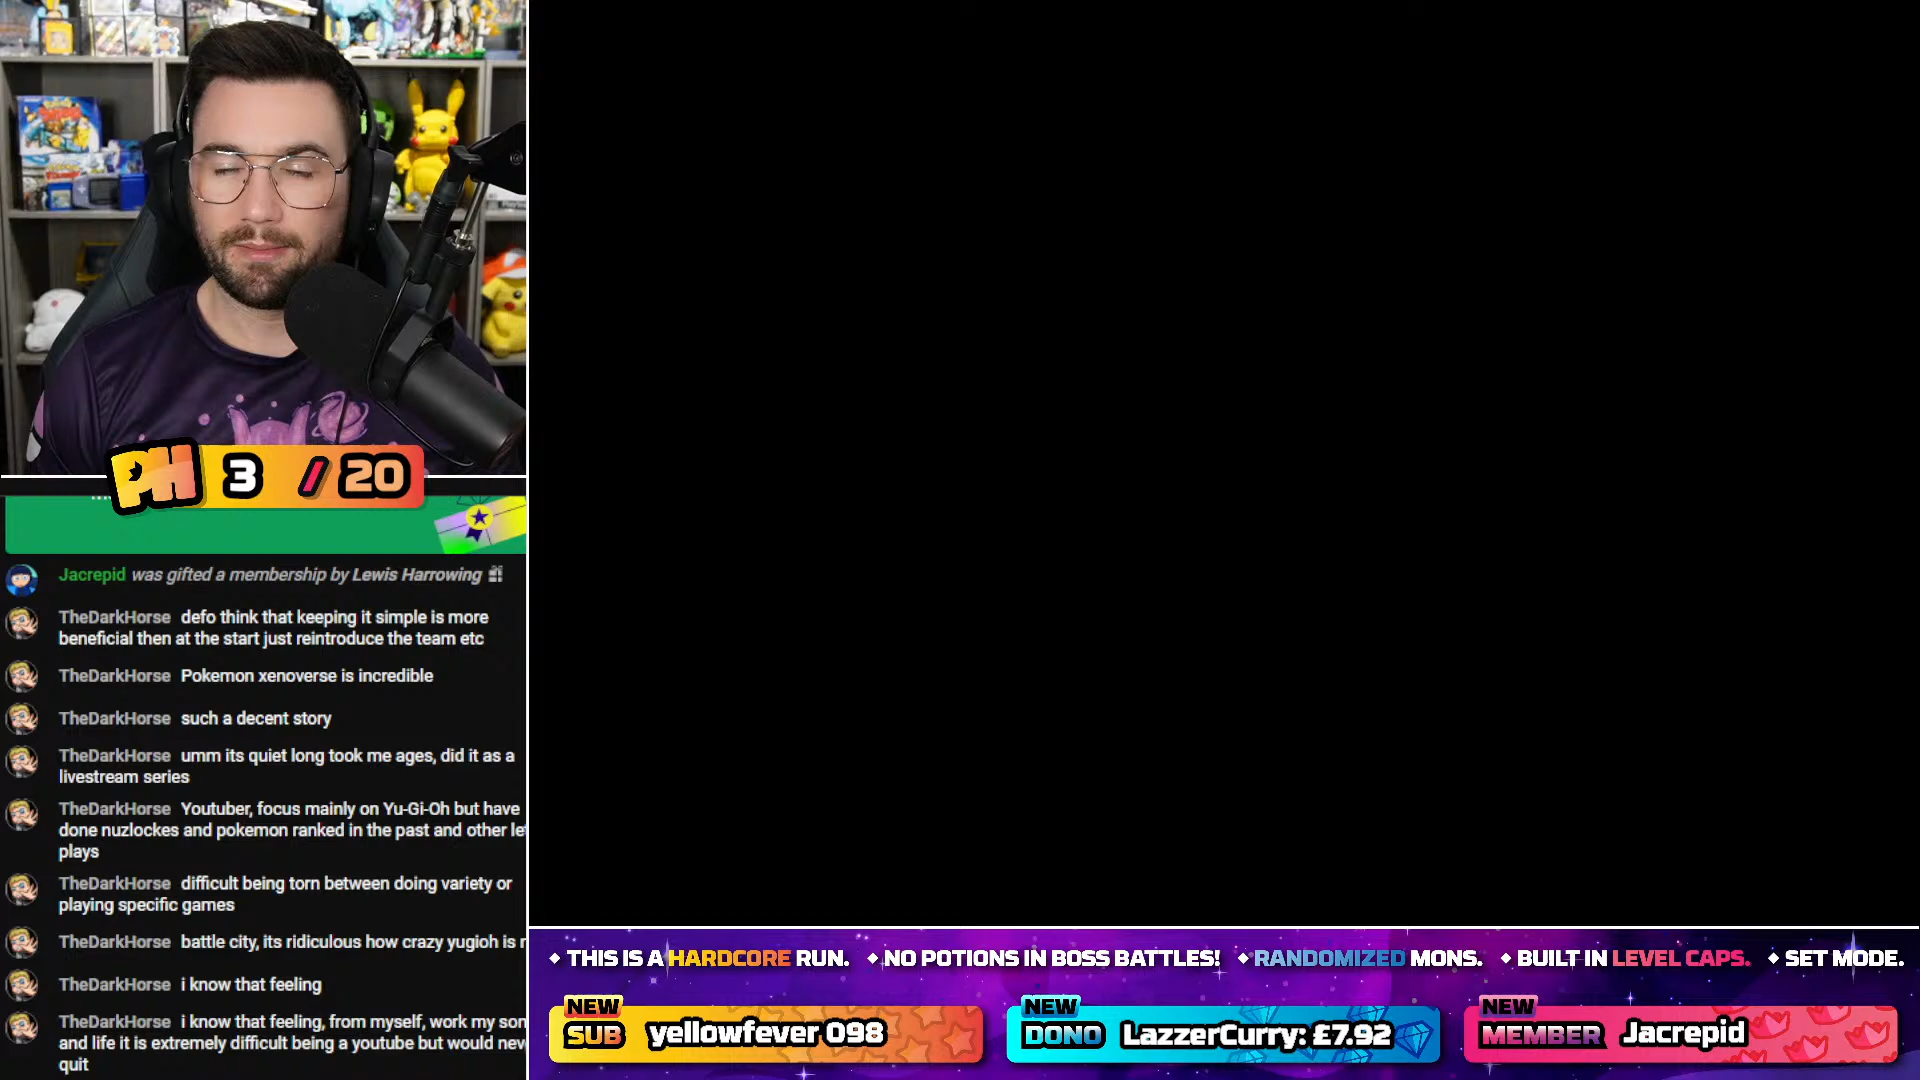 PH 3 / 20
Jacrepid was gifted a membership by Lewis Harrowing
TheDarkHorse defo think that keeping it simple is more
beneficial then at the start just reintroduce the team etc
TheDarkHorse Pokemon xenoverse is incredible
TheDarkHorse such a decent story
TheDarkHorse umm its quiet long took me ages, did it as a
livestream series
TheDarkHorse Youtuber, focus mainly on Yu-Gi-Oh but have
done nuzlockes and pokemon ranked in the past and other
plays
TheDarkHorse difficult being torn between doing variety or
playing specific games
TheDarkHorse battle city, its ridiculous how crazy yugioh is
TheDarkHorse i know that feeling
TheDarkHorse i know that feeling, from myself, work my son
and life it is extremely difficult being a youtube but would
quit
THIS IS A HARDCORE RUN. NO POTIONS IN BOSS BATTLES! RANDOMIZED MONS. BUILT IN LEVEL CAPS. SET MODE.
NEW SUB yellowfever 098
NEW DONO LazzerCurry: £7.92
NEW MEMBER Jacrepid